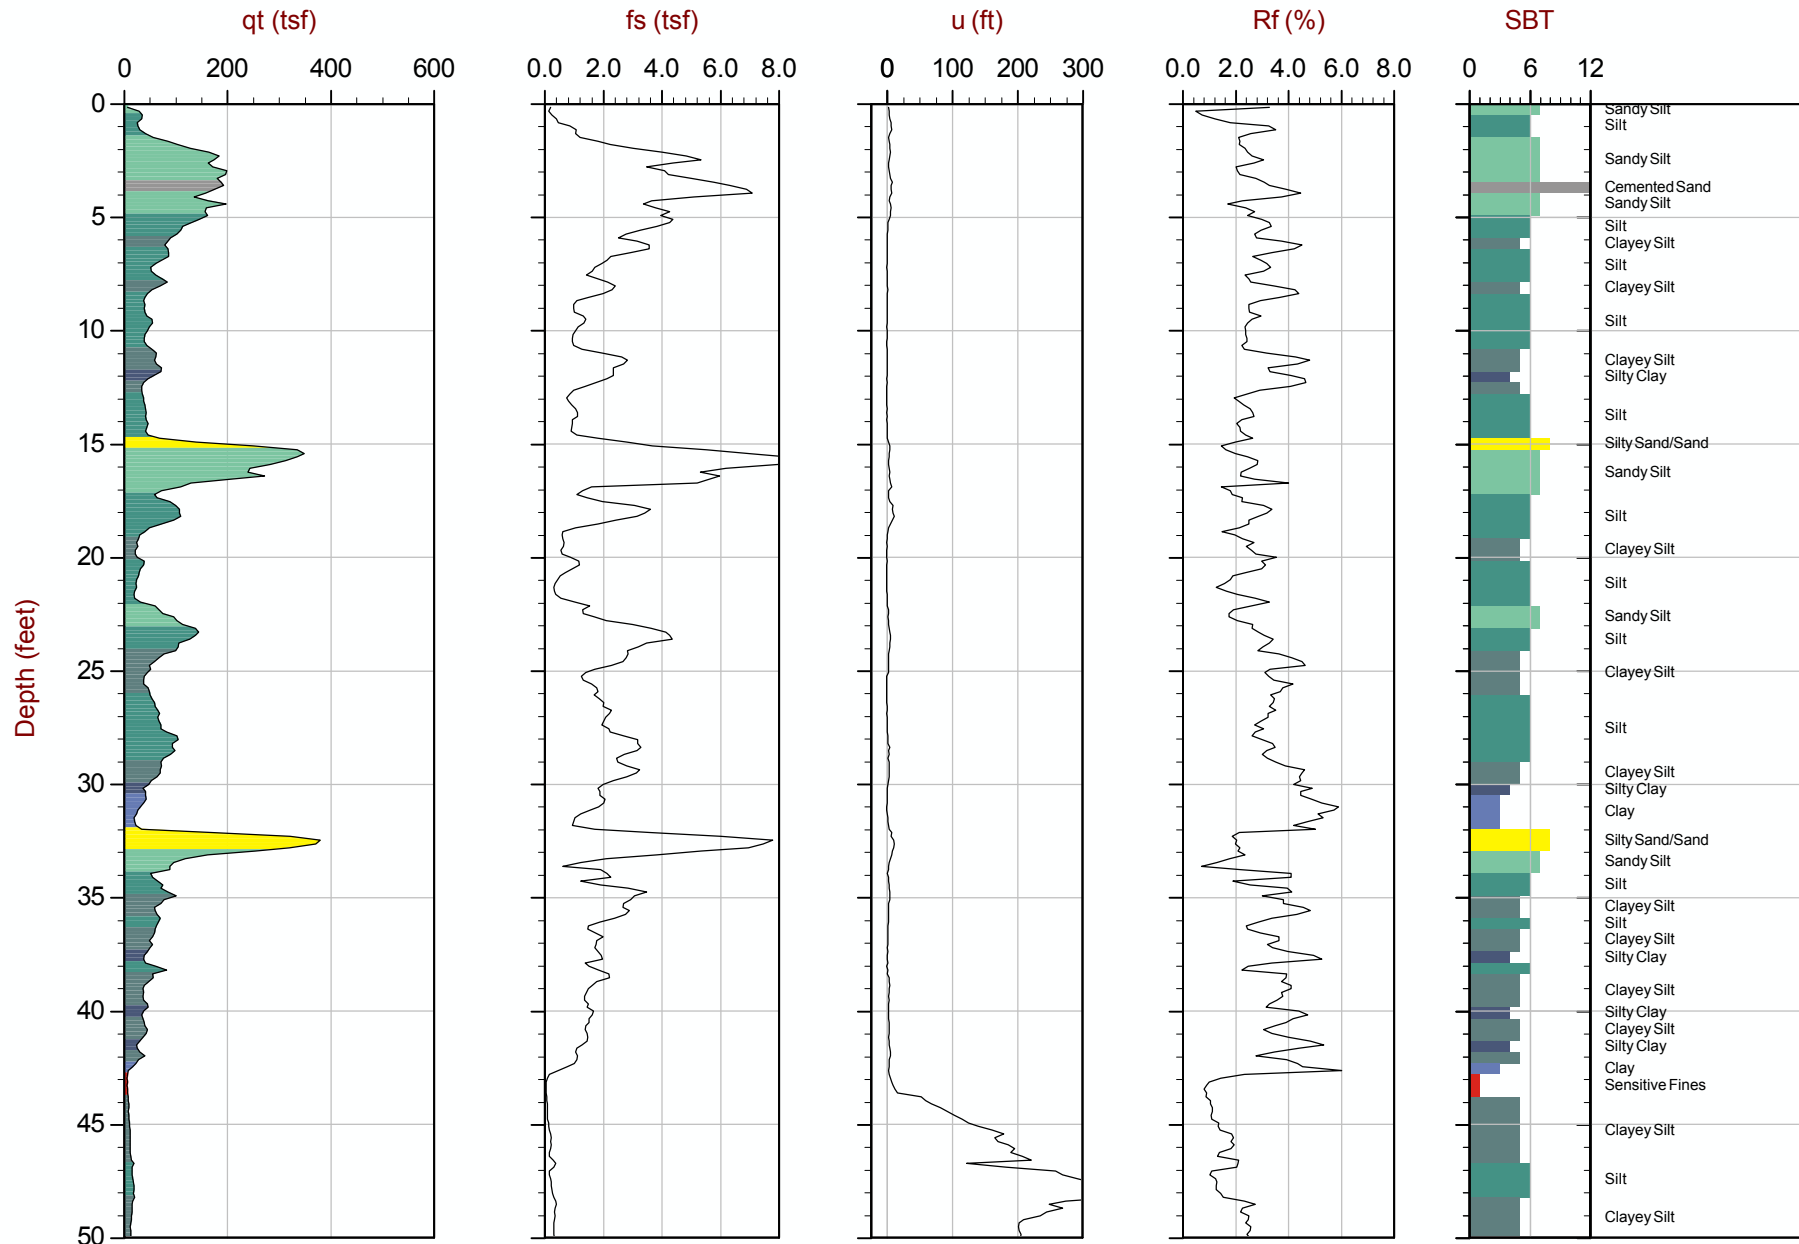 qt (tsf) fs (tsf) u (ft) Rf (%) SBT
0 200 400 600 0.0 2.0 4.0 6.0 8.0 0 100 200 300 0.0 2.0 4.0 6.0 8.0 0 6 12
0
Sandy Silt
Silt
Sandy Silt
Cemented Sand
Sandy Silt
5
Silt
Clayey Silt
Silt
Clayey Silt
Silt
10
Clayey Silt
Silty Clay
Silt
15 Silty Sand/Sand
Sandy Silt
Silt
Clayey Silt
20
Silt
Sandy Silt
Silt
25 Clayey Silt
Depth (feet)
Silt
Clayey Silt
30 Silty Clay
Clay
Silty Sand/Sand
Sandy Silt
Silt
35
Clayey Silt
Silt
Clayey Silt
Silty Clay
Clayey Silt
40 Silty Clay
Clayey Silt
Silty Clay
Clay
Sensitive Fines
45 Clayey Silt
Silt
Clayey Silt
50